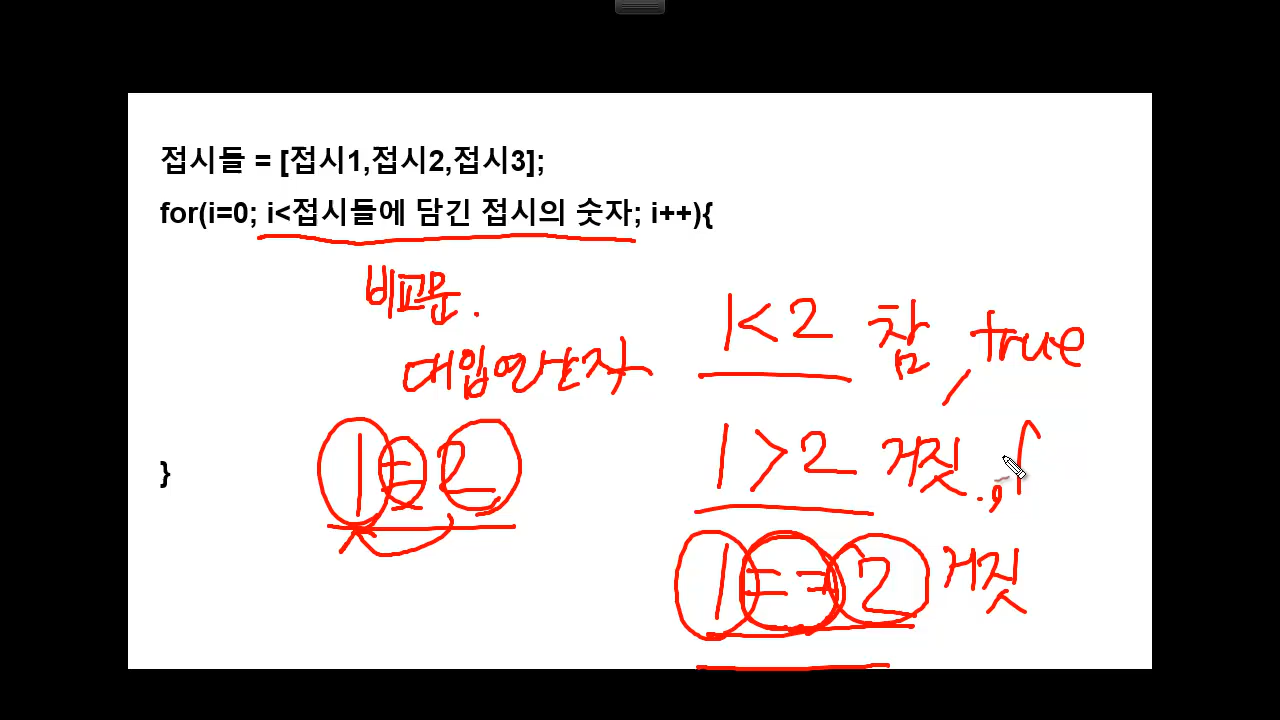 접시들 = [접시1,접시2,접시3];
for(i=0; i<접시들에 담긴 접시의 숫자; i++){
비교문.
대입연산자
1=2
1<2 참, true
1>2 거짓., f
1==2 거짓
}